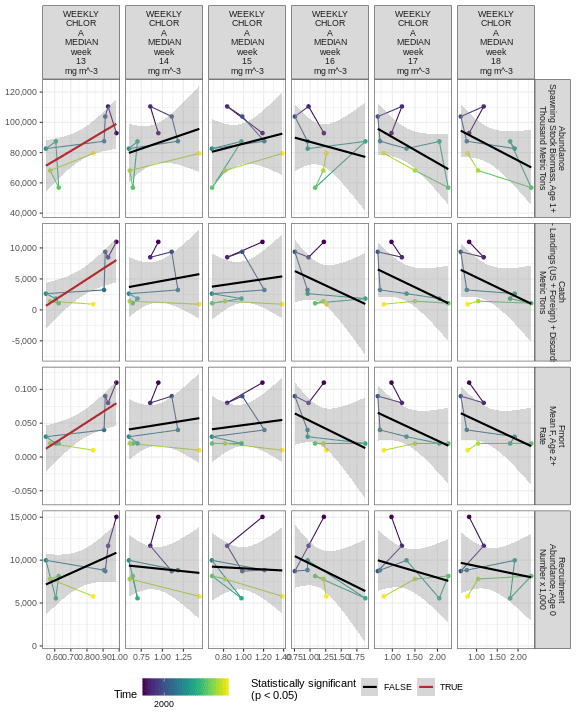 WEEKLY
CHLOR
A
MEDIAN
week
13
mg m^-3
WEEKLY
CHLOR
A
MEDIAN
week
14
mg m^-3
WEEKLY
CHLOR
A
MEDIAN
week
15
mg m^-3
WEEKLY
CHLOR
A
MEDIAN
week
16
mg m^-3
WEEKLY
CHLOR
A
MEDIAN
week
17
mg m^-3
WEEKLY
CHLOR
A
MEDIAN
week
18
mg m^-3
120,000
100,000
80,000
60,000
40,000
Abundance
Spawning Stock Biomass, Age 1+
Thousand Metric Tons
10,000
5,000
0
-5,000
Catch
- Landings (US + Foreign) + Discard
Metric Tons
0.100
0.050
0.000
-0.050
Fmort
Mean F, Age 2+
Rate
15,000
10,000
5,000
0
Recruitment
Abundance, Age 0
Number x 1,000
0.60 0.70 0.80 0.90 1.00
0.75 1.00 1.25
0.80 1.00 1.20 1.40
0.75 1.00 1.25 1.50 1.75
1.00 1.50 2.00
1.00 1.50 2.00
Time
2000
Statistically significant
(p < 0.05)
FALSE
TRUE